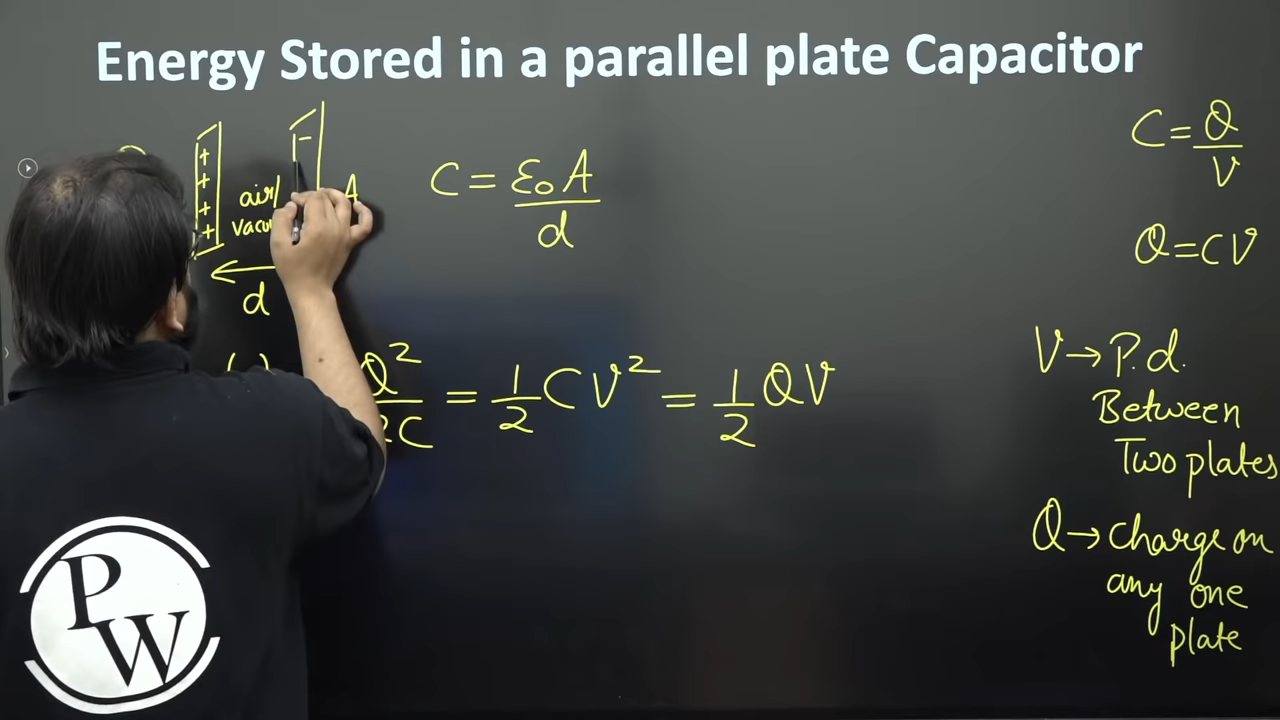 Energy Stored in a parallel plate Capacitor
+
+
+
+
−
air/
A
d
C = ε₀A / d
Q² / 2C = 1/2 CV² = 1/2 QV
C = Q / V
Q = CV
V → P.d.
Between
Two plates
Q → Charge on
any one
plate
PW